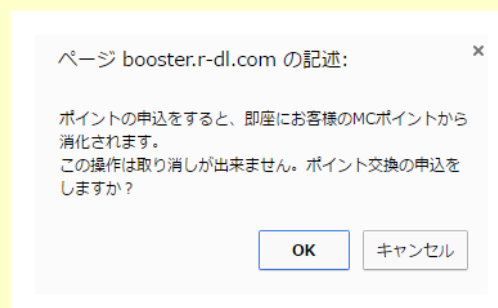 ページ booster.r-dl.com の記述:
×
ポイントの申込をすると、即座にお客様のMCポイントから
消化されます。
この操作は取り消しが出来ません。ポイント交換の申込を
しますか？
OK
キャンセル